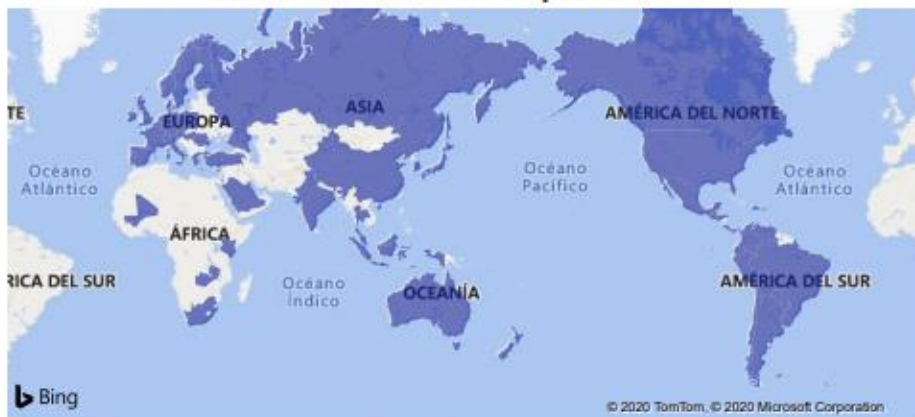 TE
EUROPA
ASIA
AMÉRICA DEL NORTE
Océano
Atlántico
Océano
Pacífico
Océano
Atlántico
ÁFRICA
RICA DEL SUR
Océano
Índico
OCEANÍA
AMÉRICA DEL SUR
Bing
© 2020 TomTom, © 2020 Microsoft Corporation